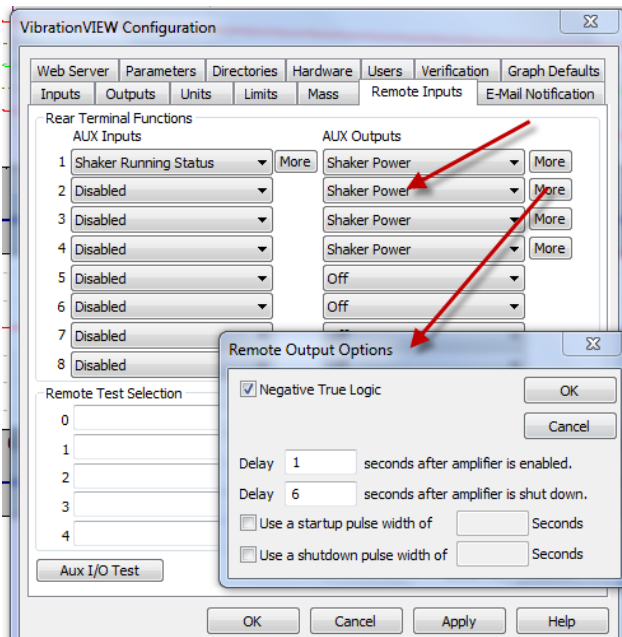 VibrationVIEW Configuration
Web Server Parameters Directories Hardware Users Verification Graph Defaults
Inputs Outputs Units Limits Mass Remote Inputs E-Mail Notification
Rear Terminal Functions
AUX Inputs AUX Outputs
1 Shaker Running Status More Shaker Power More
2 Disabled Shaker Power More
3 Disabled Shaker Power More
4 Disabled Shaker Power More
5 Disabled Off
6 Disabled Off
7 Disabled
8 Disabled
Remote Test Selection
0
1
2
3
4
Aux I/O Test
Remote Output Options
Negative True Logic OK
Cancel
Delay 1 seconds after amplifier is enabled.
Delay 6 seconds after amplifier is shut down.
Use a startup pulse width of Seconds
Use a shutdown pulse width of Seconds
OK Cancel Apply Help